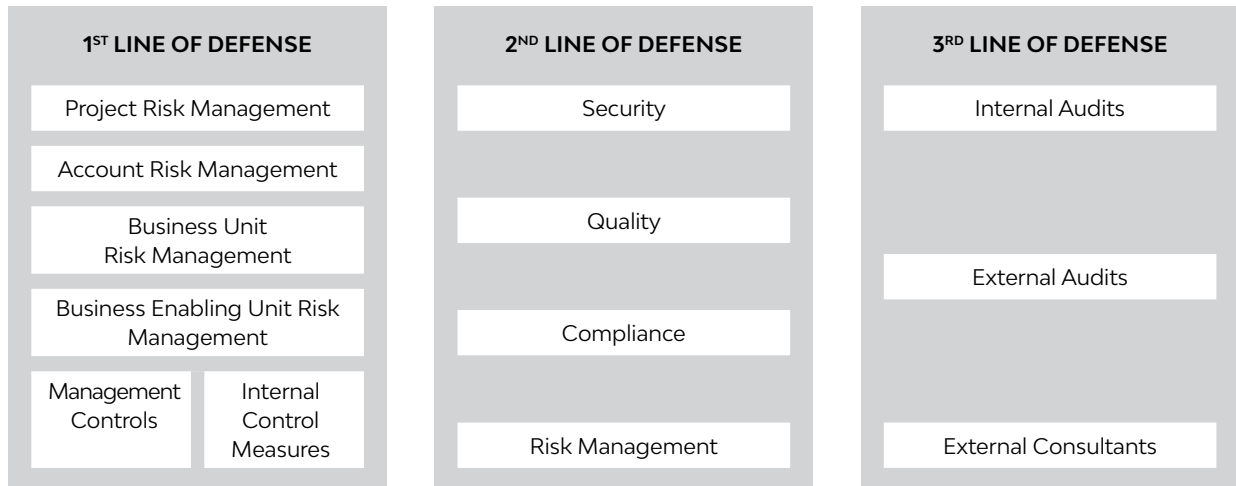 1ST LINE OF DEFENSE
Project Risk Management
Account Risk Management
Business Unit
Risk Management
Business Enabling Unit Risk
Management
Management
Controls
Internal
Control
Measures
2ND LINE OF DEFENSE
Security
Quality
Compliance
Risk Management
3RD LINE OF DEFENSE
Internal Audits
External Audits
External Consultants